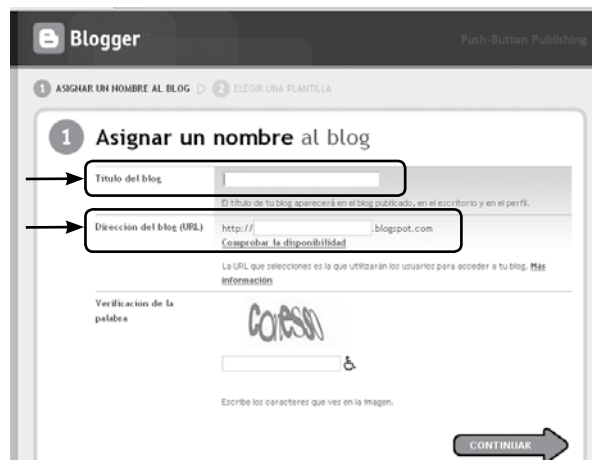 Blogger
Push-Button Publishing
1 ASIGNAR UN NOMBRE AL BLOG 2 ELEGIR UNA PLANTILLA
1 Asignar un nombre al blog
Título del blog
El título de tu blog aparecerá en el blog publicado, en el escritorio y en el perfil.
Dirección del blog (URL) http:// .blogspot.com
Comprobar la disponibilidad
La URL que selecciones es la que utilizarán los usuarios para acceder a tu blog. Más
información
Verificación de la
palabra
Escribe los caracteres que ves en la imagen.
CONTINUAR